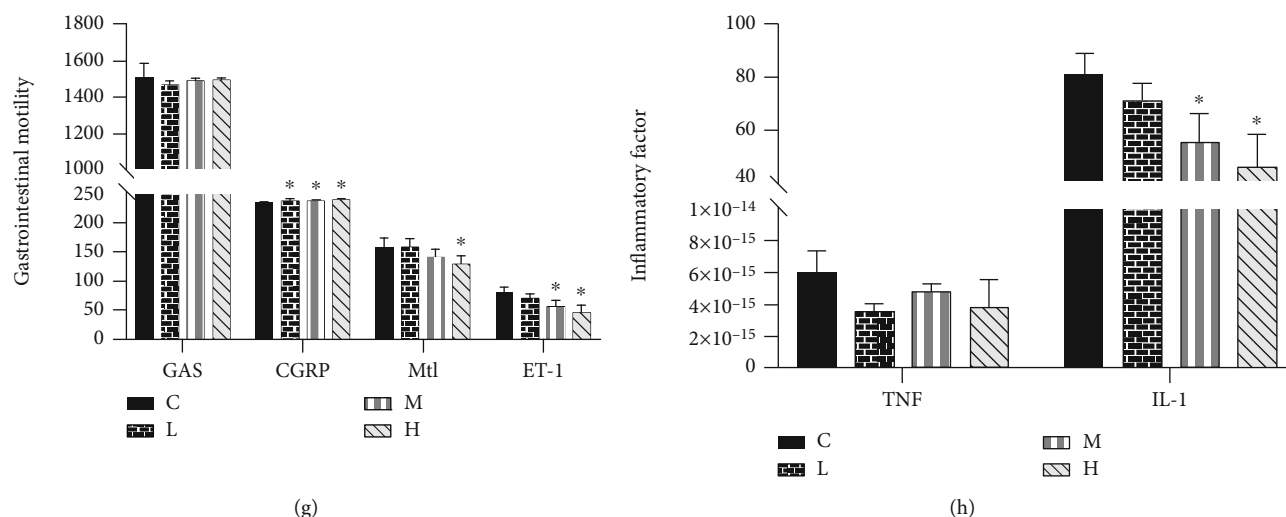 Gastrointestinal motility
1800
1600
1400
1200
1000
250
200
150
100
50
0
* * *
*
* *
GAS CGRP Mtl ET-1
C M
L H
(g)
Inflammatory factor
100
80
60
40
1×10−14
8×10−15
6×10−15
4×10−15
2×10−15
0
*
*
TNF IL-1
C M
L H
(h)